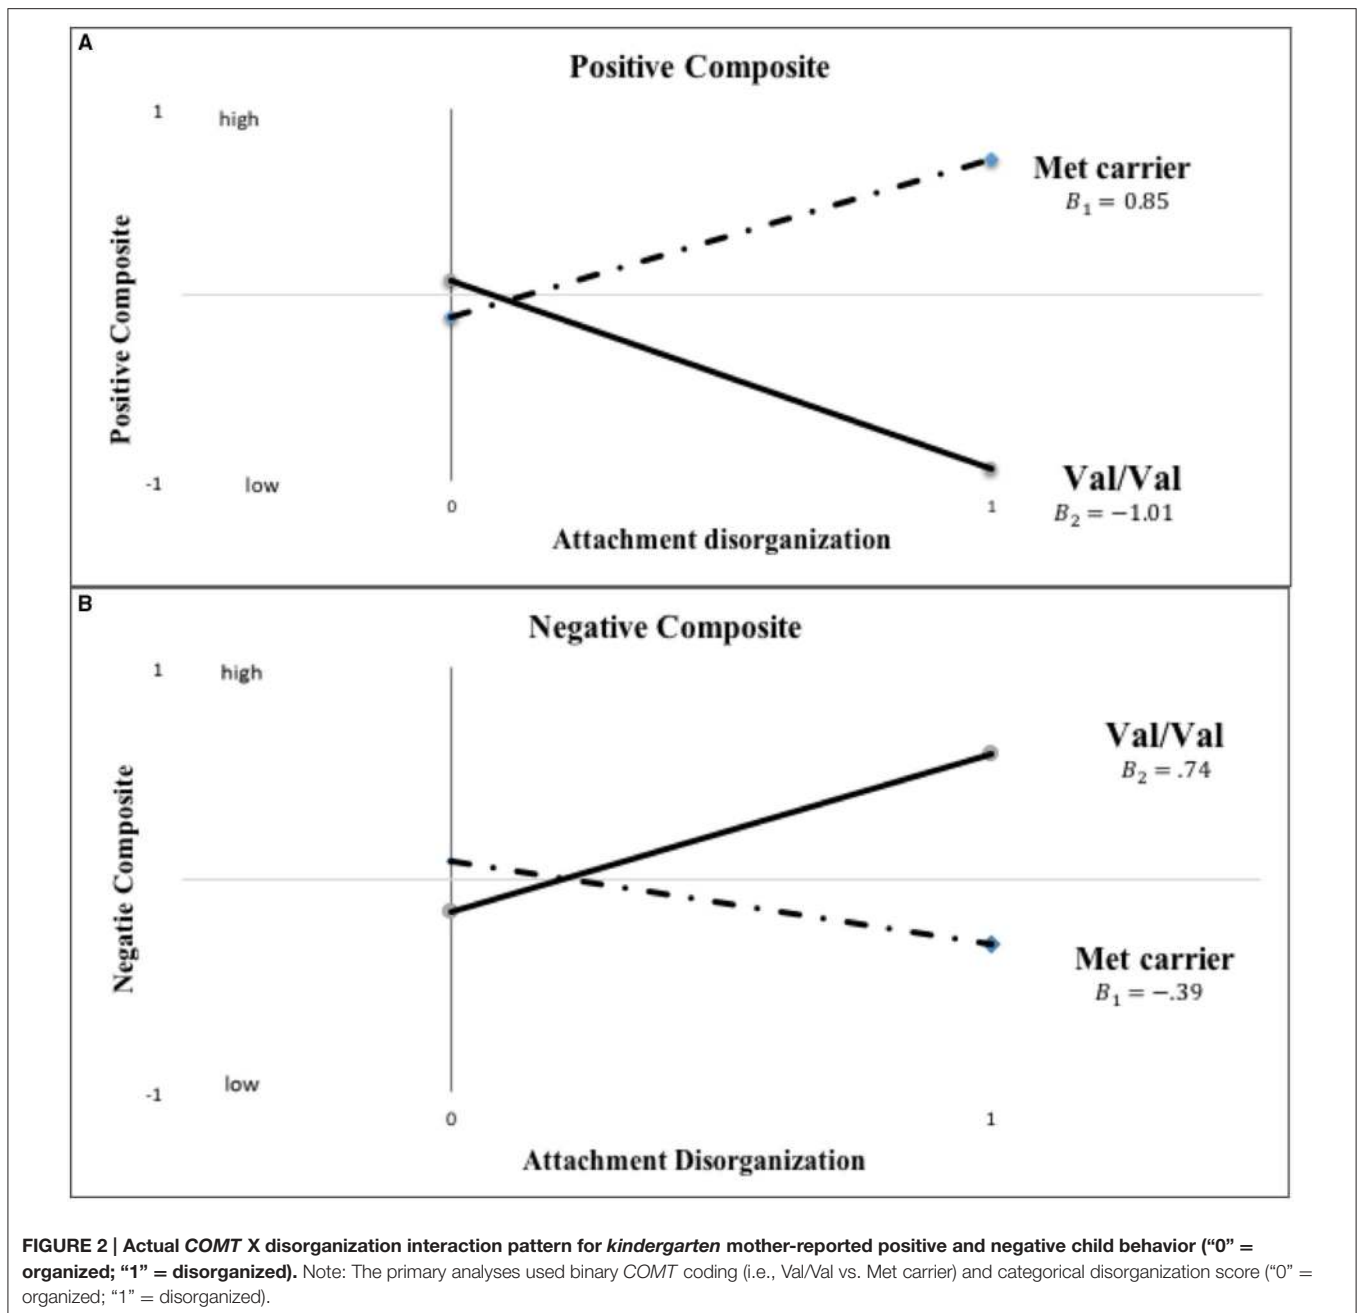 A
Positive Composite
1
high
Met carrier
B₁ = 0.85
Positive Composite
-1
low
Val/Val
B₂ = −1.01
0
1
Attachment disorganization
B
Negative Composite
1
high
Val/Val
B₂ = .74
Negatie Composite
Met carrier
B₁ = −.39
low
-1
0
1
Attachment Disorganization
FIGURE 2 | Actual COMT X disorganization interaction pattern for kindergarten mother-reported positive and negative child behavior (“0” =
organized; “1” = disorganized). Note: The primary analyses used binary COMT coding (i.e., Val/Val vs. Met carrier) and categorical disorganization score (“0” =
organized; “1” = disorganized).